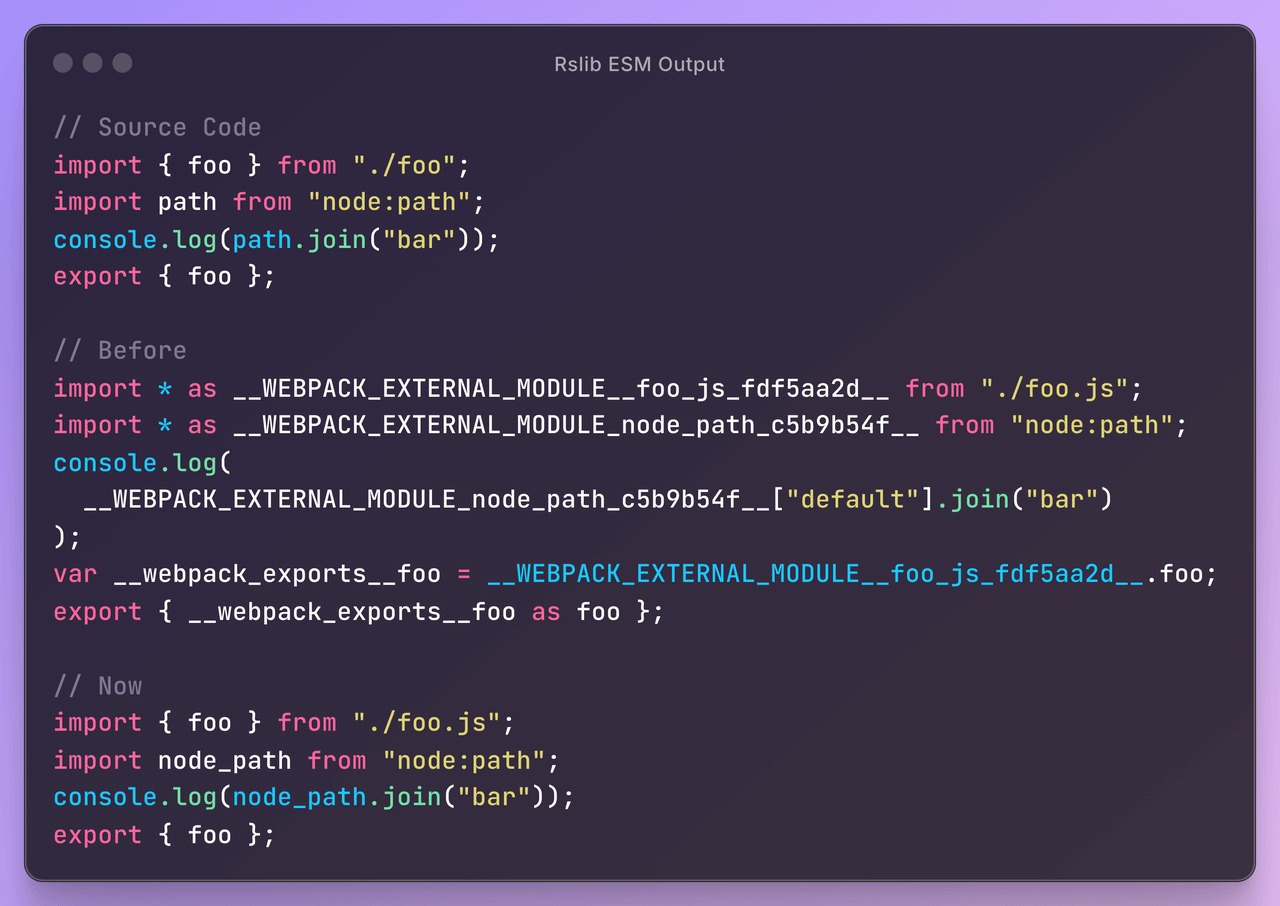 Rslib ESM Output
// Source Code
import { foo } from "./foo";
import path from "node:path";
console.log(path.join("bar"));
export { foo };
// Before
import * as __WEBPACK_EXTERNAL_MODULE__foo_js_fdf5aa2d__ from "./foo.js";
import * as __WEBPACK_EXTERNAL_MODULE_node_path_c5b9b54f__ from "node:path";
console.log(
  __WEBPACK_EXTERNAL_MODULE_node_path_c5b9b54f__["default"].join("bar")
);
var __webpack_exports__foo = __WEBPACK_EXTERNAL_MODULE__foo_js_fdf5aa2d__.foo;
export { __webpack_exports__foo as foo };
// Now
import { foo } from "./foo.js";
import node_path from "node:path";
console.log(node_path.join("bar"));
export { foo };